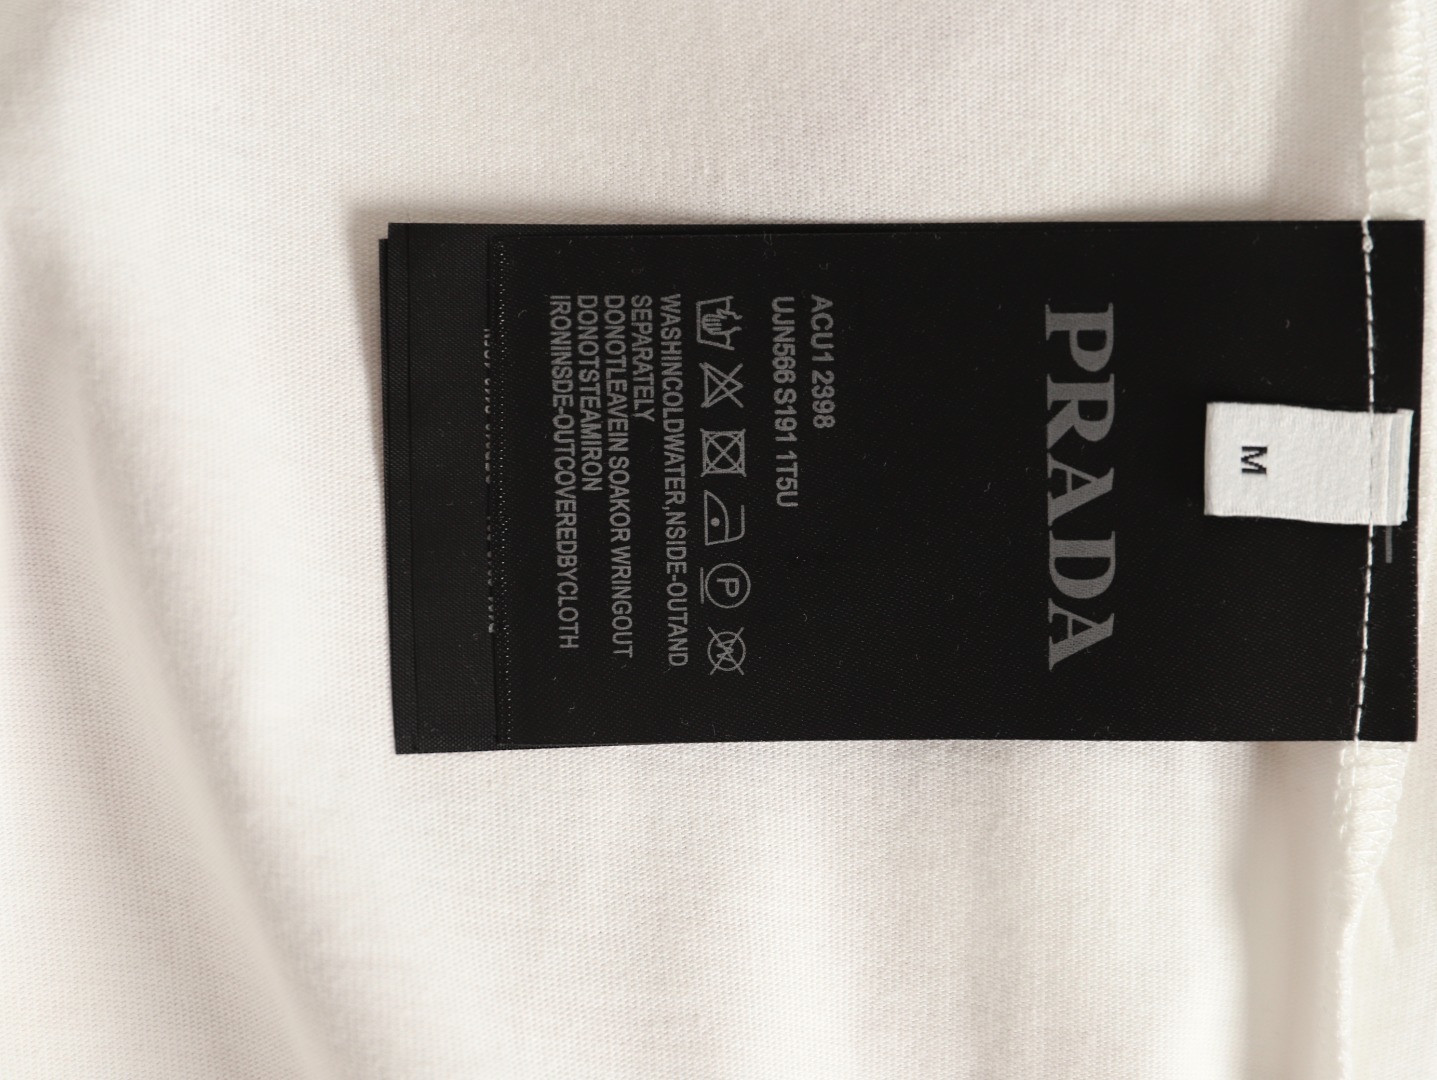 M
PRADA
ACU1 2398
UJN566 S191 1T5U
P
W
WASHINCOLDWATER,NSIDE-OUTAND
SEPARATELY
DONOTLEAVEIN SOAKOR WRINGOUT
DONOTSTEAMIRON
IRONINSDE-OUTCOVEREDBYCLOTH